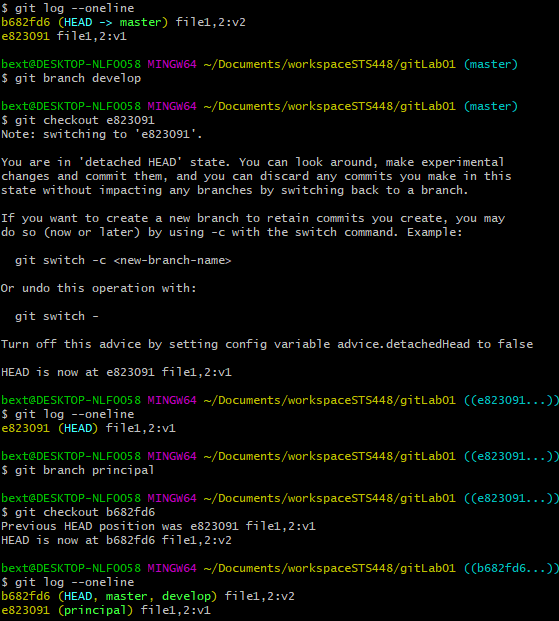 $ git log --oneline
b682fd6 (HEAD -> master) file1,2:v2
e823091 file1,2:v1
bext@DESKTOP-NLF0O58 MINGW64 ~/Documents/workspaceSTS448/gitLab01 (master)
$ git branch develop
bext@DESKTOP-NLF0O58 MINGW64 ~/Documents/workspaceSTS448/gitLab01 (master)
$ git checkout e823091
Note: switching to 'e823091'.
You are in 'detached HEAD' state. You can look around, make experimental
changes and commit them, and you can discard any commits you make in this
state without impacting any branches by switching back to a branch.
If you want to create a new branch to retain commits you create, you may
do so (now or later) by using -c with the switch command. Example:
git switch -c <new-branch-name>
Or undo this operation with:
git switch -
Turn off this advice by setting config variable advice.detachedHead to false
HEAD is now at e823091 file1,2:v1
bext@DESKTOP-NLF0O58 MINGW64 ~/Documents/workspaceSTS448/gitLab01 ((e823091...))
$ git log --oneline
e823091 (HEAD) file1,2:v1
bext@DESKTOP-NLF0O58 MINGW64 ~/Documents/workspaceSTS448/gitLab01 ((e823091...))
$ git branch principal
bext@DESKTOP-NLF0O58 MINGW64 ~/Documents/workspaceSTS448/gitLab01 ((e823091...))
$ git checkout b682fd6
Previous HEAD position was e823091 file1,2:v1
HEAD is now at b682fd6 file1,2:v2
bext@DESKTOP-NLF0O58 MINGW64 ~/Documents/workspaceSTS448/gitLab01 ((b682fd6...))
$ git log --oneline
b682fd6 (HEAD, master, develop) file1,2:v2
e823091 (principal) file1,2:v1